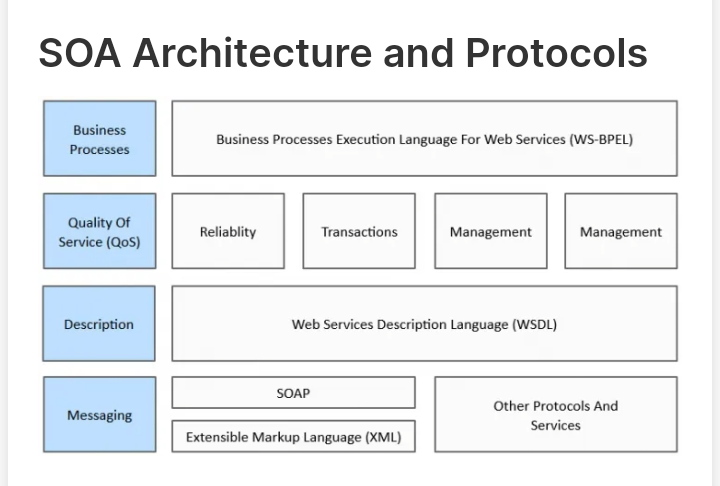 SOA Architecture and Protocols
Business
Processes
Business Processes Execution Language For Web Services (WS-BPEL)
Quality Of
Service (QoS)
Reliablity
Transactions
Management
Management
Description
Web Services Description Language (WSDL)
Messaging
SOAP
Extensible Markup Language (XML)
Other Protocols And
Services